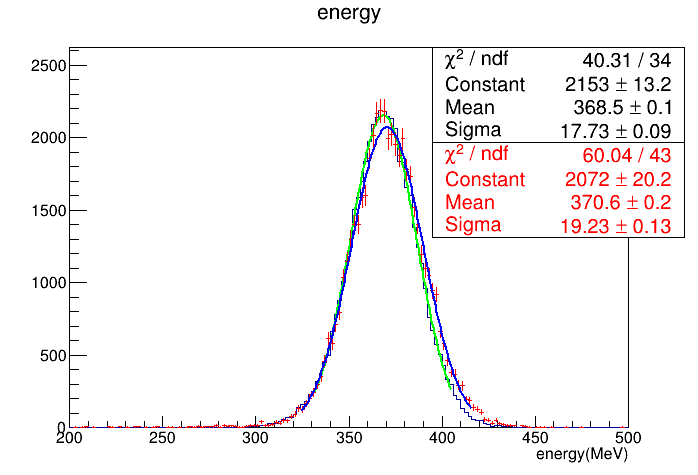 energy
χ² / ndf 40.31 / 34
Constant 2153 ± 13.2
Mean 368.5 ± 0.1
Sigma 17.73 ± 0.09
χ² / ndf 60.04 / 43
Constant 2072 ± 20.2
Mean 370.6 ± 0.2
Sigma 19.23 ± 0.13
2500
2000
1500
1000
500
0
200 250 300 350 400 450 500
energy(MeV)